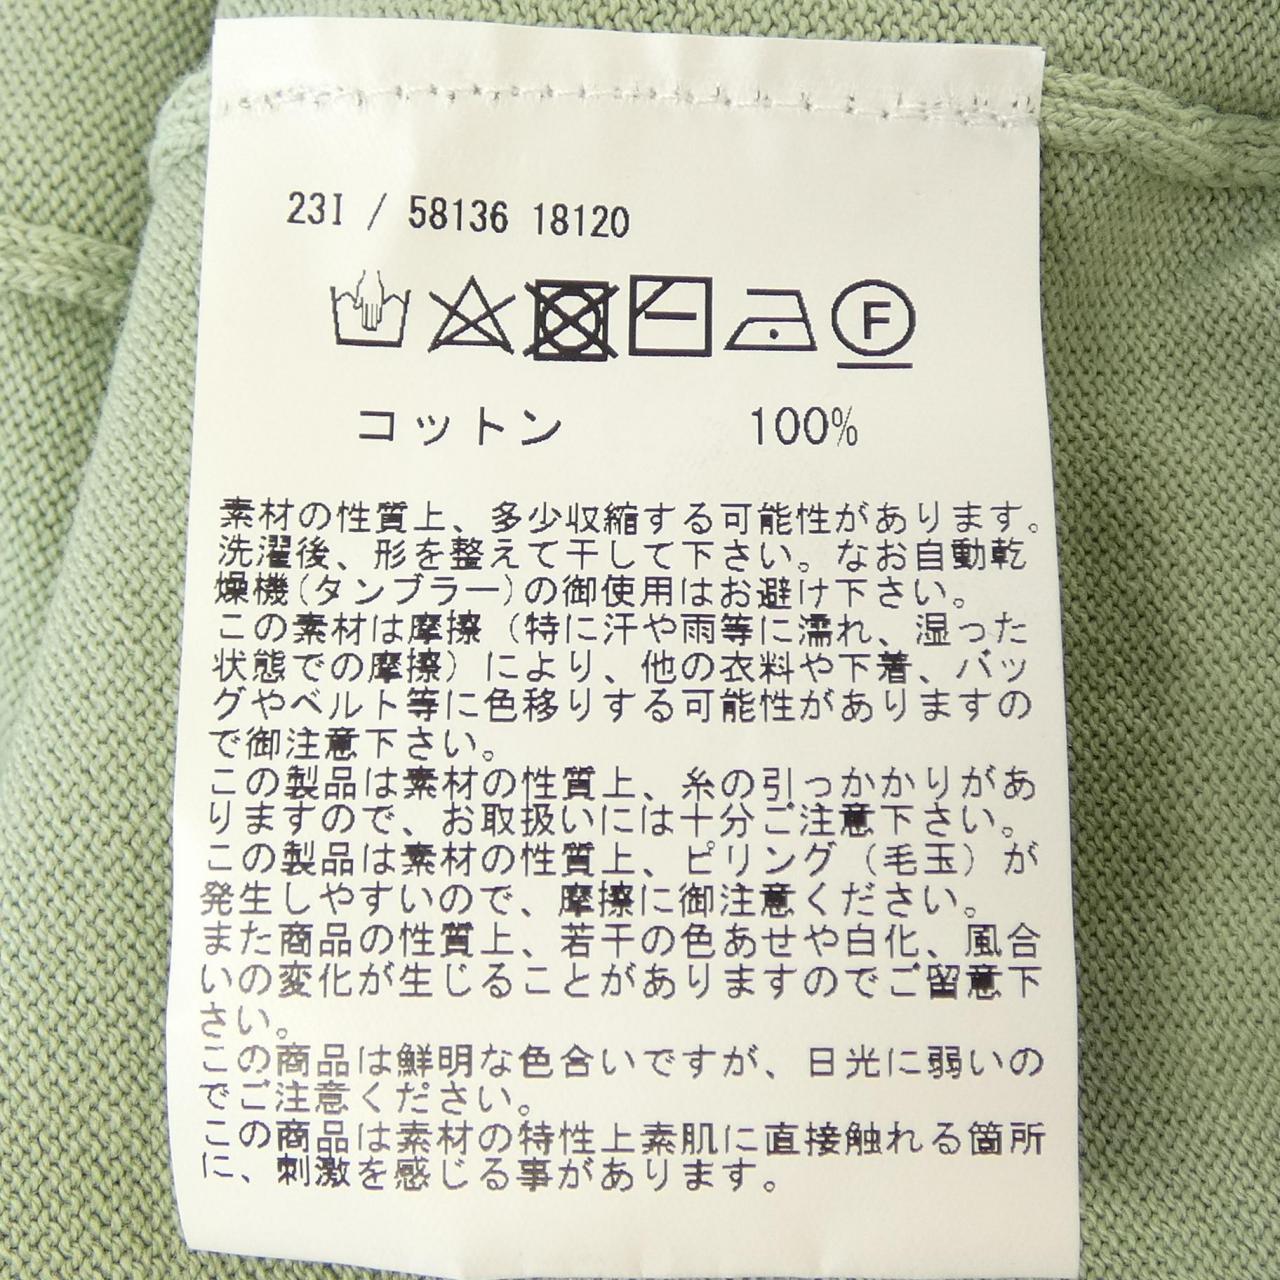 23I / 58136 18120
F
コットン 100%
素材の性質上、多少収縮する可能性があります。
洗濯後、形を整えて干して下さい。なお自動乾
燥機(タンブラー)の御使用はお避け下さい。
この素材は摩擦（特に汗や雨等に濡れ、湿った
状態での摩擦）により、他の衣料や下着、バッ
グやベルト等に色移りする可能性がありますの
で御注意下さい。
この製品は素材の性質上、糸の引っかかりがあ
りますので、お取扱いには十分ご注意下さい。
この製品は素材の性質上、ピリング（毛玉）が
発生しやすいので、摩擦に御注意ください。
また商品の性質上、若干の色あせや白化、風合
いの変化が生じることがありますのでご留意下
さい。
この商品は鮮明な色合いですが、日光に弱いの
でご注意ください。
この商品は素材の特性上素肌に直接触れる箇所
に、刺激を感じる事があります。